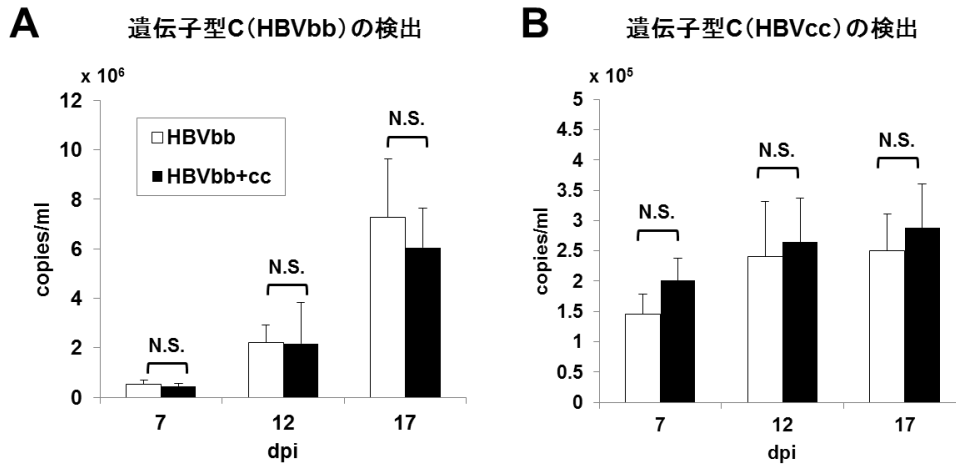 A 遺伝子型C（HBVbb）の検出
x 10⁶
12
10
8
6
4
2
0
copies/ml
HBVbb
HBVbb+cc
N.S.
N.S.
N.S.
7 12 17
dpi
B 遺伝子型C（HBVcc）の検出
x 10⁵
5
4.5
4
3.5
3
2.5
2
1.5
1
0.5
0
copies/ml
N.S.
N.S.
N.S.
7 12 17
dpi